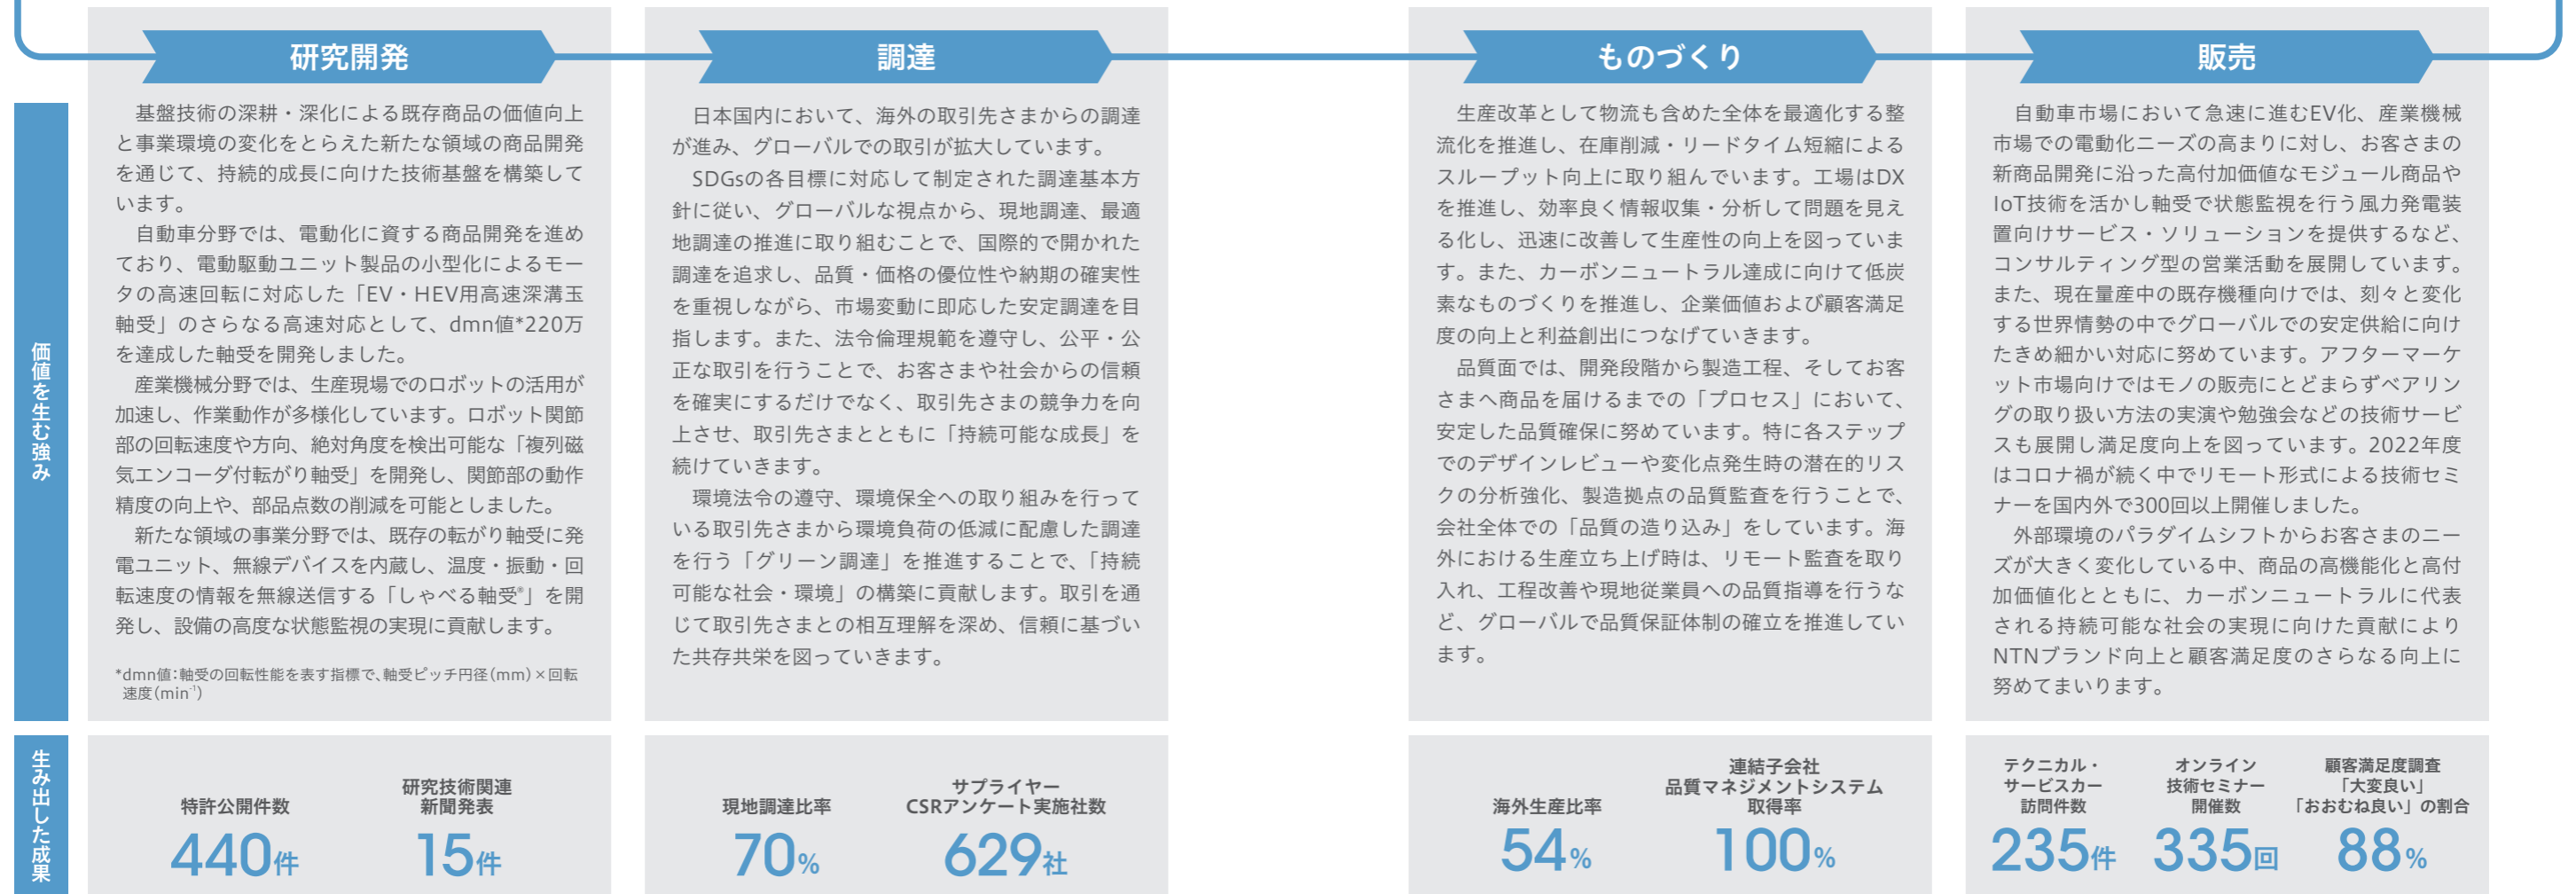 研究開発
調達
ものづくり
販売
価値を生む強み
基盤技術の深耕・深化による既存商品の価値向上
と事業環境の変化をとらえた新たな領域の商品開発
を通じて、持続的成長に向けた技術基盤を構築して
います。
自動車分野では、電動化に資する商品開発を進め
ており、電動駆動ユニット製品の小型化によるモー
タの高速回転に対応した「EV・HEV用高速深溝玉
軸受」のさらなる高速対応として、dmn値*220万
を達成した軸受を開発しました。
産業機械分野では、生産現場でのロボットの活用が
加速し、作業動作が多様化しています。ロボット関節
部の回転速度や方向、絶対角度を検出可能な「複列磁
気エンコーダ付転がり軸受」を開発し、関節部の動作
精度の向上や、部品点数の削減を可能としました。
新たな領域の事業分野では、既存の転がり軸受に発
電ユニット、無線デバイスを内蔵し、温度・振動・回
転速度の情報を無線送信する「しゃべる軸受®」を開
発し、設備の高度な状態監視の実現に貢献します。
*dmn値：軸受の回転性能を表す指標で、軸受ピッチ円径(mm)×回転
速度(min⁻¹)
日本国内において、海外の取引先さまからの調達
が進み、グローバルでの取引が拡大しています。
SDGsの各目標に対応して制定された調達基本方
針に従い、グローバルな視点から、現地調達、最適
地調達の推進に取り組むことで、国際的で開かれた
調達を追求し、品質・価格の優位性や納期の確実性
を重視しながら、市場変動に即応した安定調達を目
指します。また、法令倫理規範を遵守し、公平・公
正な取引を行うことで、お客さまや社会からの信頼
を確実にするだけでなく、取引先さまの競争力を向
上させ、取引先さまとともに「持続可能な成長」を
続けていきます。
環境法令の遵守、環境保全への取り組みを行って
いる取引先さまから環境負荷の低減に配慮した調達
を行う「グリーン調達」を推進することで、「持続
可能な社会・環境」の構築に貢献します。取引を通
じて取引先さまとの相互理解を深め、信頼に基づい
た共存共栄を図っていきます。
生産改革として物流も含めた全体を最適化する整
流化を推進し、在庫削減・リードタイム短縮による
スループット向上に取り組んでいます。工場はDX
を推進し、効率良く情報収集・分析して問題を見え
る化し、迅速に改善して生産性の向上を図っていま
す。また、カーボンニュートラル達成に向けて低炭
素なものづくりを推進し、企業価値および顧客満足
度の向上と利益創出につなげていきます。
品質面では、開発段階から製造工程、そしてお客
さまへ商品を届けるまでの「プロセス」において、
安定した品質確保に努めています。特に各ステップ
でのデザインレビューや変化点発生時の潜在的リス
クの分析強化、製造拠点の品質監査を行うことで、
会社全体での「品質の造り込み」をしています。海
外における生産立ち上げ時は、リモート監査を取り
入れ、工程改善や現地従業員への品質指導を行うな
ど、グローバルで品質保証体制の確立を推進してい
ます。
自動車市場において急速に進むEV化、産業機械
市場での電動化ニーズの高まりに対し、お客さまの
新商品開発に沿った高付加価値なモジュール商品や
IoT技術を活かし軸受で状態監視を行う風力発電装
置向けサービス・ソリューションを提供するなど、
コンサルティング型の営業活動を展開しています。
また、現在量産中の既存機種向けでは、刻々と変化
する世界情勢の中でグローバルでの安定供給に向け
たきめ細かい対応に努めています。アフターマーケ
ット市場向けではモノの販売にとどまらずベアリン
グの取り扱い方法の実演や勉強会などの技術サービ
スも展開し満足度向上を図っています。2022年度
はコロナ禍が続く中でリモート形式による技術セミ
ナーを国内外で300回以上開催しました。
外部環境のパラダイムシフトからお客さまのニー
ズが大きく変化している中、商品の高機能化と高付
加価値化とともに、カーボンニュートラルに代表
される持続可能な社会の実現に向けた貢献により
NTNブランド向上と顧客満足度のさらなる向上に
努めてまいります。
生み出した成果
特許公開件数
440件
研究技術関連
新聞発表
15件
現地調達比率
70%
サプライヤー
CSRアンケート実施社数
629社
海外生産比率
54%
連結子会社
品質マネジメントシステム
取得率
100%
テクニカル・
サービスカー
訪問件数
235件
オンライン
技術セミナー
開催数
335回
顧客満足度調査
「大変良い」
「おおむね良い」の割合
88%